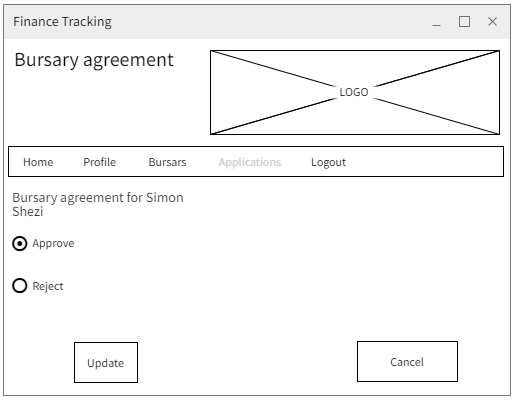 Finance Tracking
Bursary agreement
LOGO
Home Profile Bursars Applications Logout
Bursary agreement for Simon
Shezi
Approve
Reject
Update Cancel